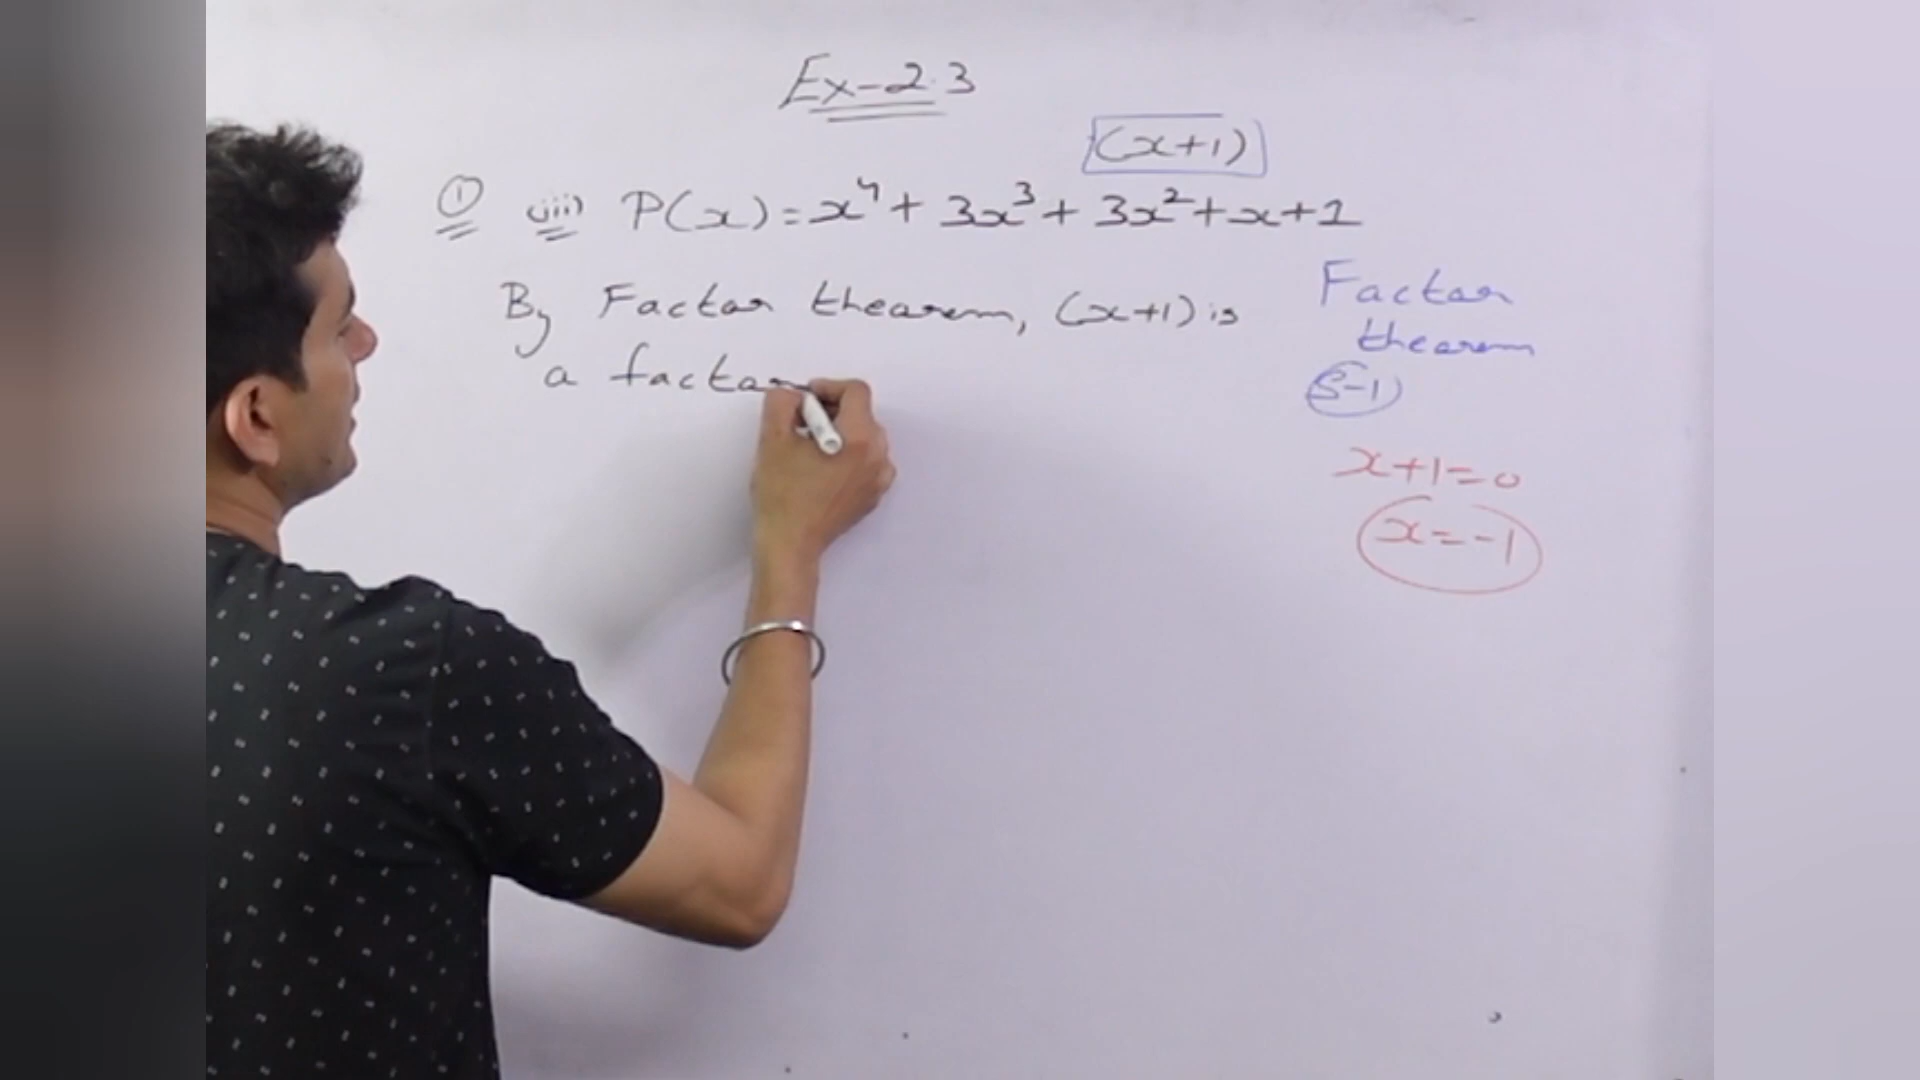 Ex-2.3
(x+1)
① iii) P(x)=x⁴+3x³+3x²+x+1
By Factor theorem, (x+1) is
a factor
Factor
theorem
S-1
x+1=0
x=-1